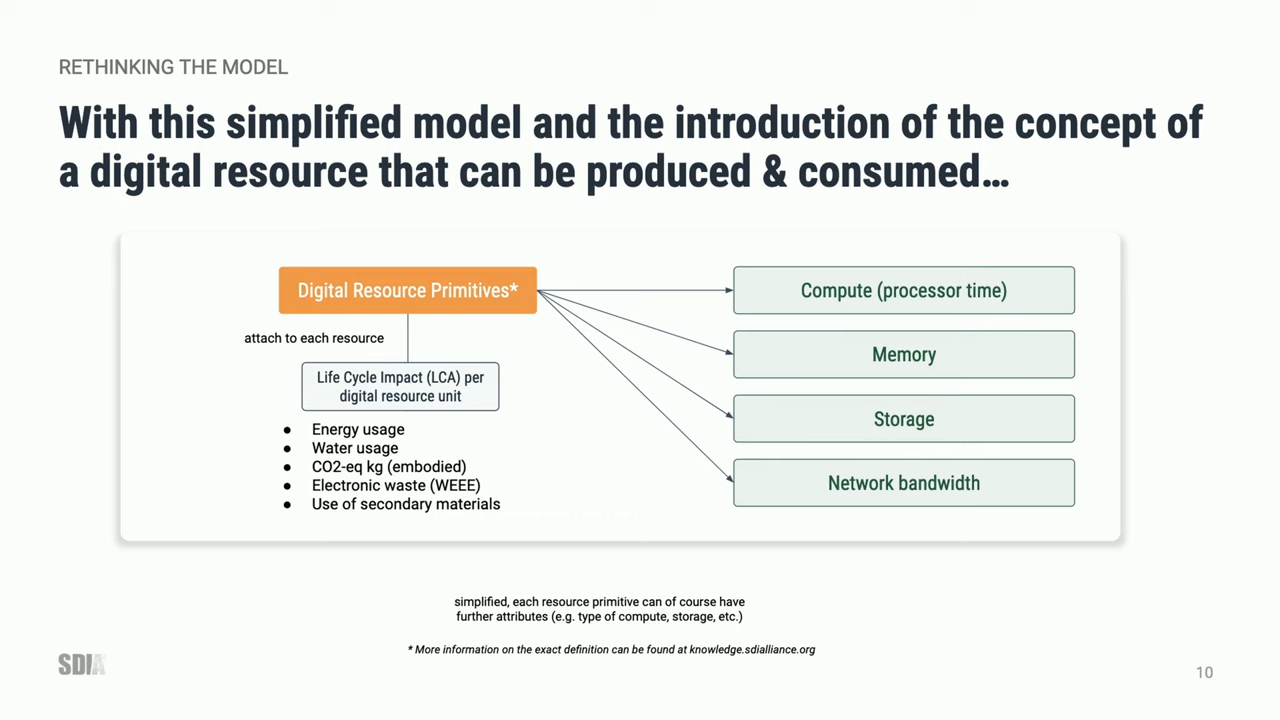 RETHINKING THE MODEL
With this simplified model and the introduction of the concept of
a digital resource that can be produced & consumed…
Digital Resource Primitives*
attach to each resource
Life Cycle Impact (LCA) per
digital resource unit
● Energy usage
● Water usage
● CO2-eq kg (embodied)
● Electronic waste (WEEE)
● Use of secondary materials
Compute (processor time)
Memory
Storage
Network bandwidth
simplified, each resource primitive can of course have
further attributes (e.g. type of compute, storage, etc.)
* More information on the exact definition can be found at knowledge.sdialliance.org
SDIA
10